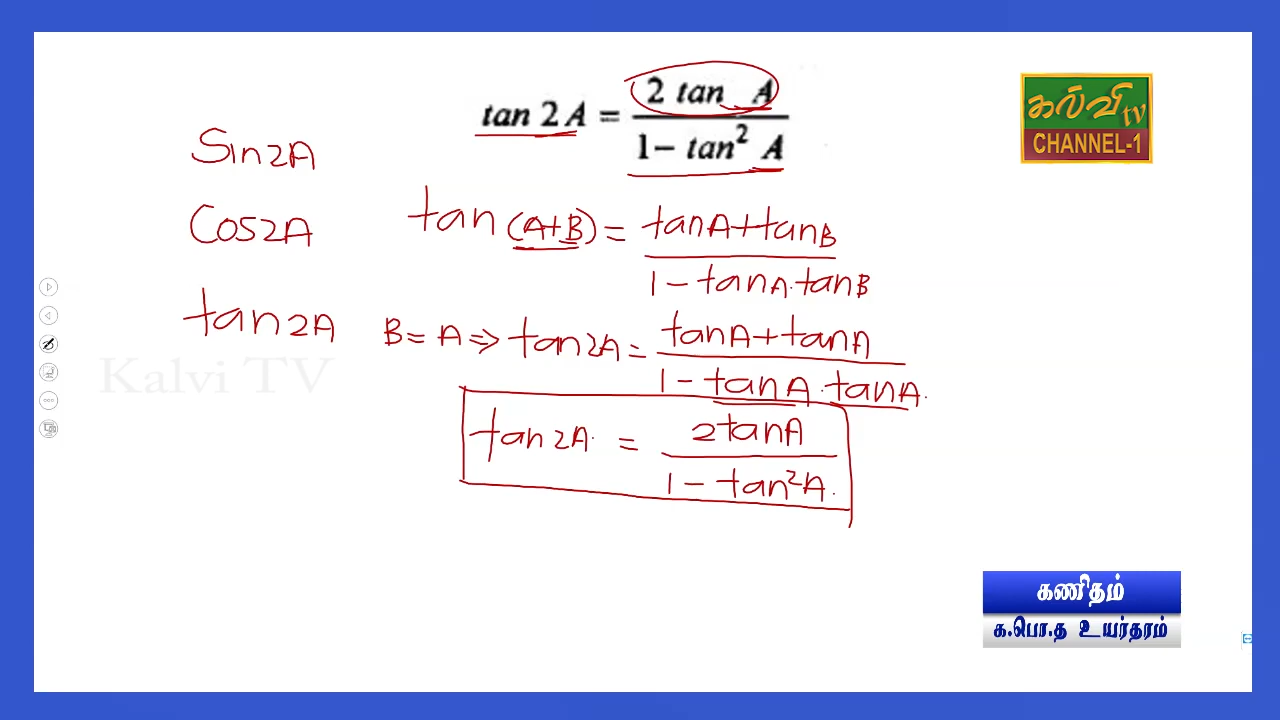 tan 2A = 2 tan A / 1 – tan² A
கல்வி tv
CHANNEL-1
Sin2A
Cos2A
tan2A
tan (A+B) = tanA+tanB / 1 – tanA.tanB
B = A ⇒ tan2A = tanA+tanA / 1 – tanA.tanA.
tan2A. = 2tanA / 1 – tan²A.
Kalvi TV
கணிதம்
க.பொ.த உயர்தரம்